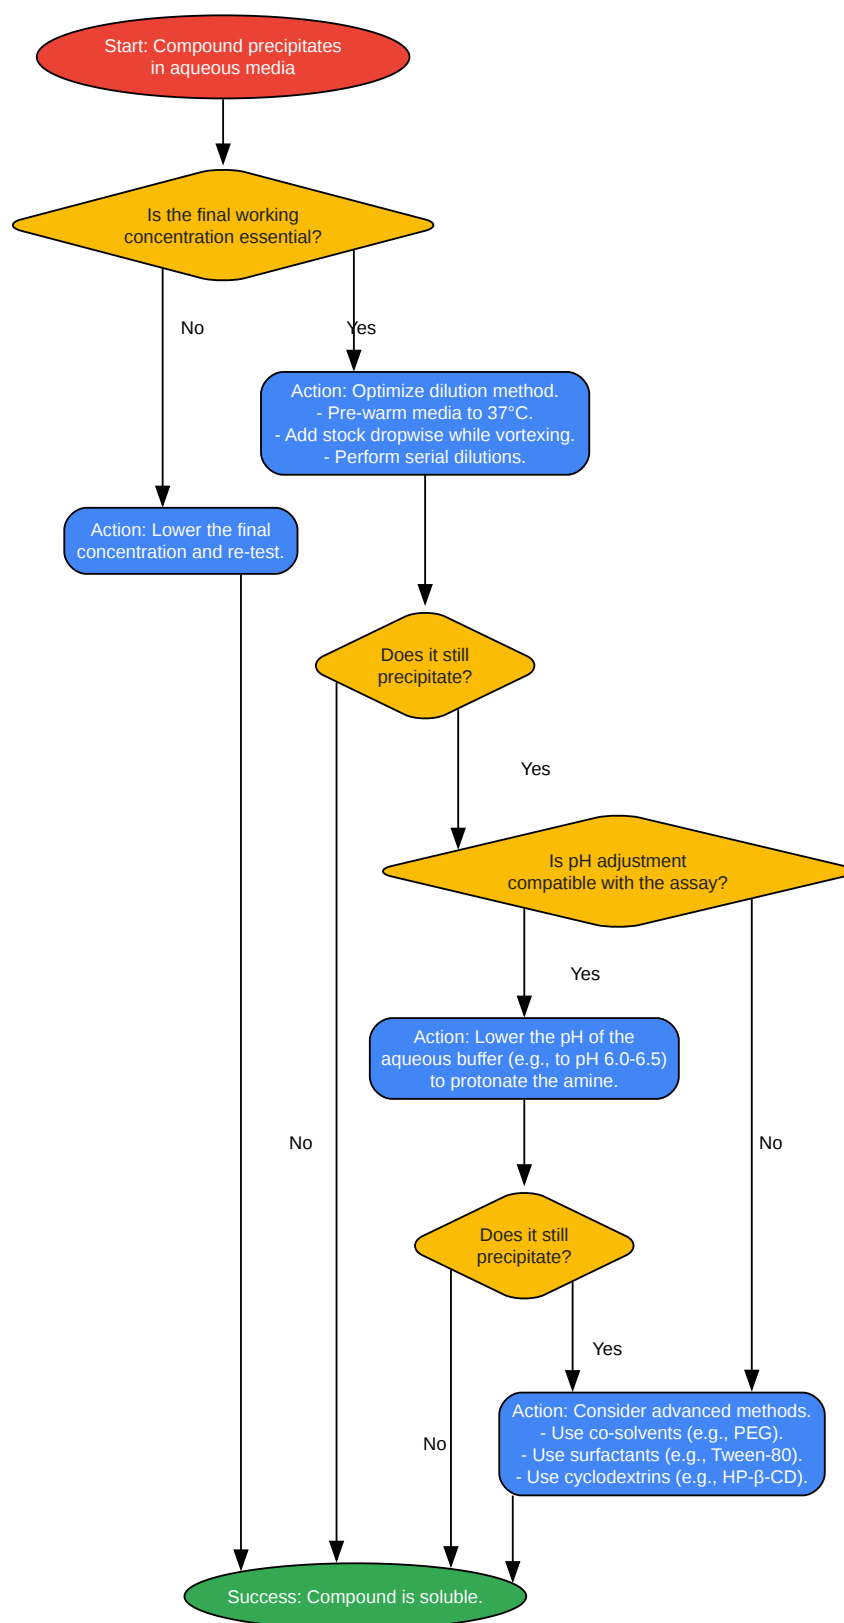 Start: Compound precipitates
in aqueous media
Is the final working
concentration essential?
No
Yes
Action: Optimize dilution method.
- Pre-warm media to 37°C.
- Add stock dropwise while vortexing.
- Perform serial dilutions.
Action: Lower the final
concentration and re-test.
Does it still
precipitate?
Yes
Is pH adjustment
compatible with the assay?
Yes
Action: Lower the pH of the
aqueous buffer (e.g., to pH 6.0-6.5)
to protonate the amine.
No
No
Does it still
precipitate?
Yes
Action: Consider advanced methods.
- Use co-solvents (e.g., PEG).
- Use surfactants (e.g., Tween-80).
- Use cyclodextrins (e.g., HP-β-CD).
No
Success: Compound is soluble.